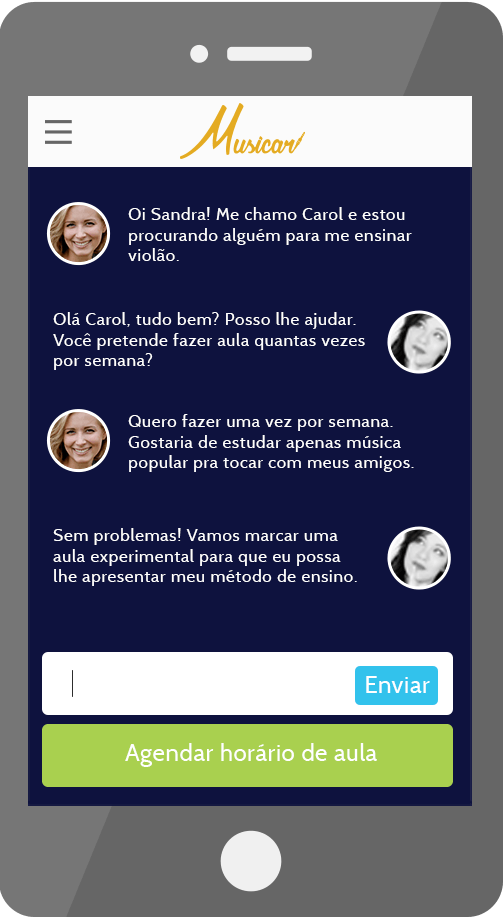 Musicar
Oi Sandra! Me chamo Carol e estou
procurando alguém para me ensinar
violão.
Olá Carol, tudo bem? Posso lhe ajudar.
Você pretende fazer aula quantas vezes
por semana?
Quero fazer uma vez por semana.
Gostaria de estudar apenas música
popular pra tocar com meus amigos.
Sem problemas! Vamos marcar uma
aula experimental para que eu possa
lhe apresentar meu método de ensino.
Enviar
Agendar horário de aula